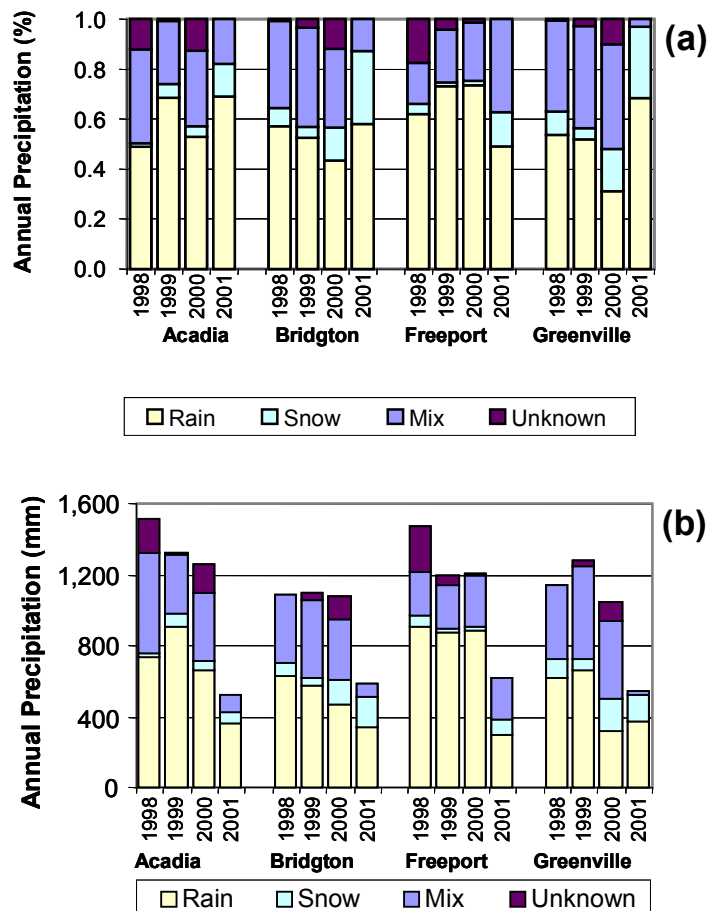 (a)
Annual Precipitation (%)
1.0
0.8
0.6
0.4
0.2
0.0
1998 1999 2000 2001 1998 1999 2000 2001 1998 1999 2000 2001 1998 1999 2000 2001
Acadia Bridgton Freeport Greenville
Rain Snow Mix Unknown
(b)
Annual Precipitation (mm)
1,600
1,200
800
400
0
1998 1999 2000 2001 1998 1999 2000 2001 1998 1999 2000 2001 1998 1999 2000 2001
Acadia Bridgton Freeport Greenville
Rain Snow Mix Unknown